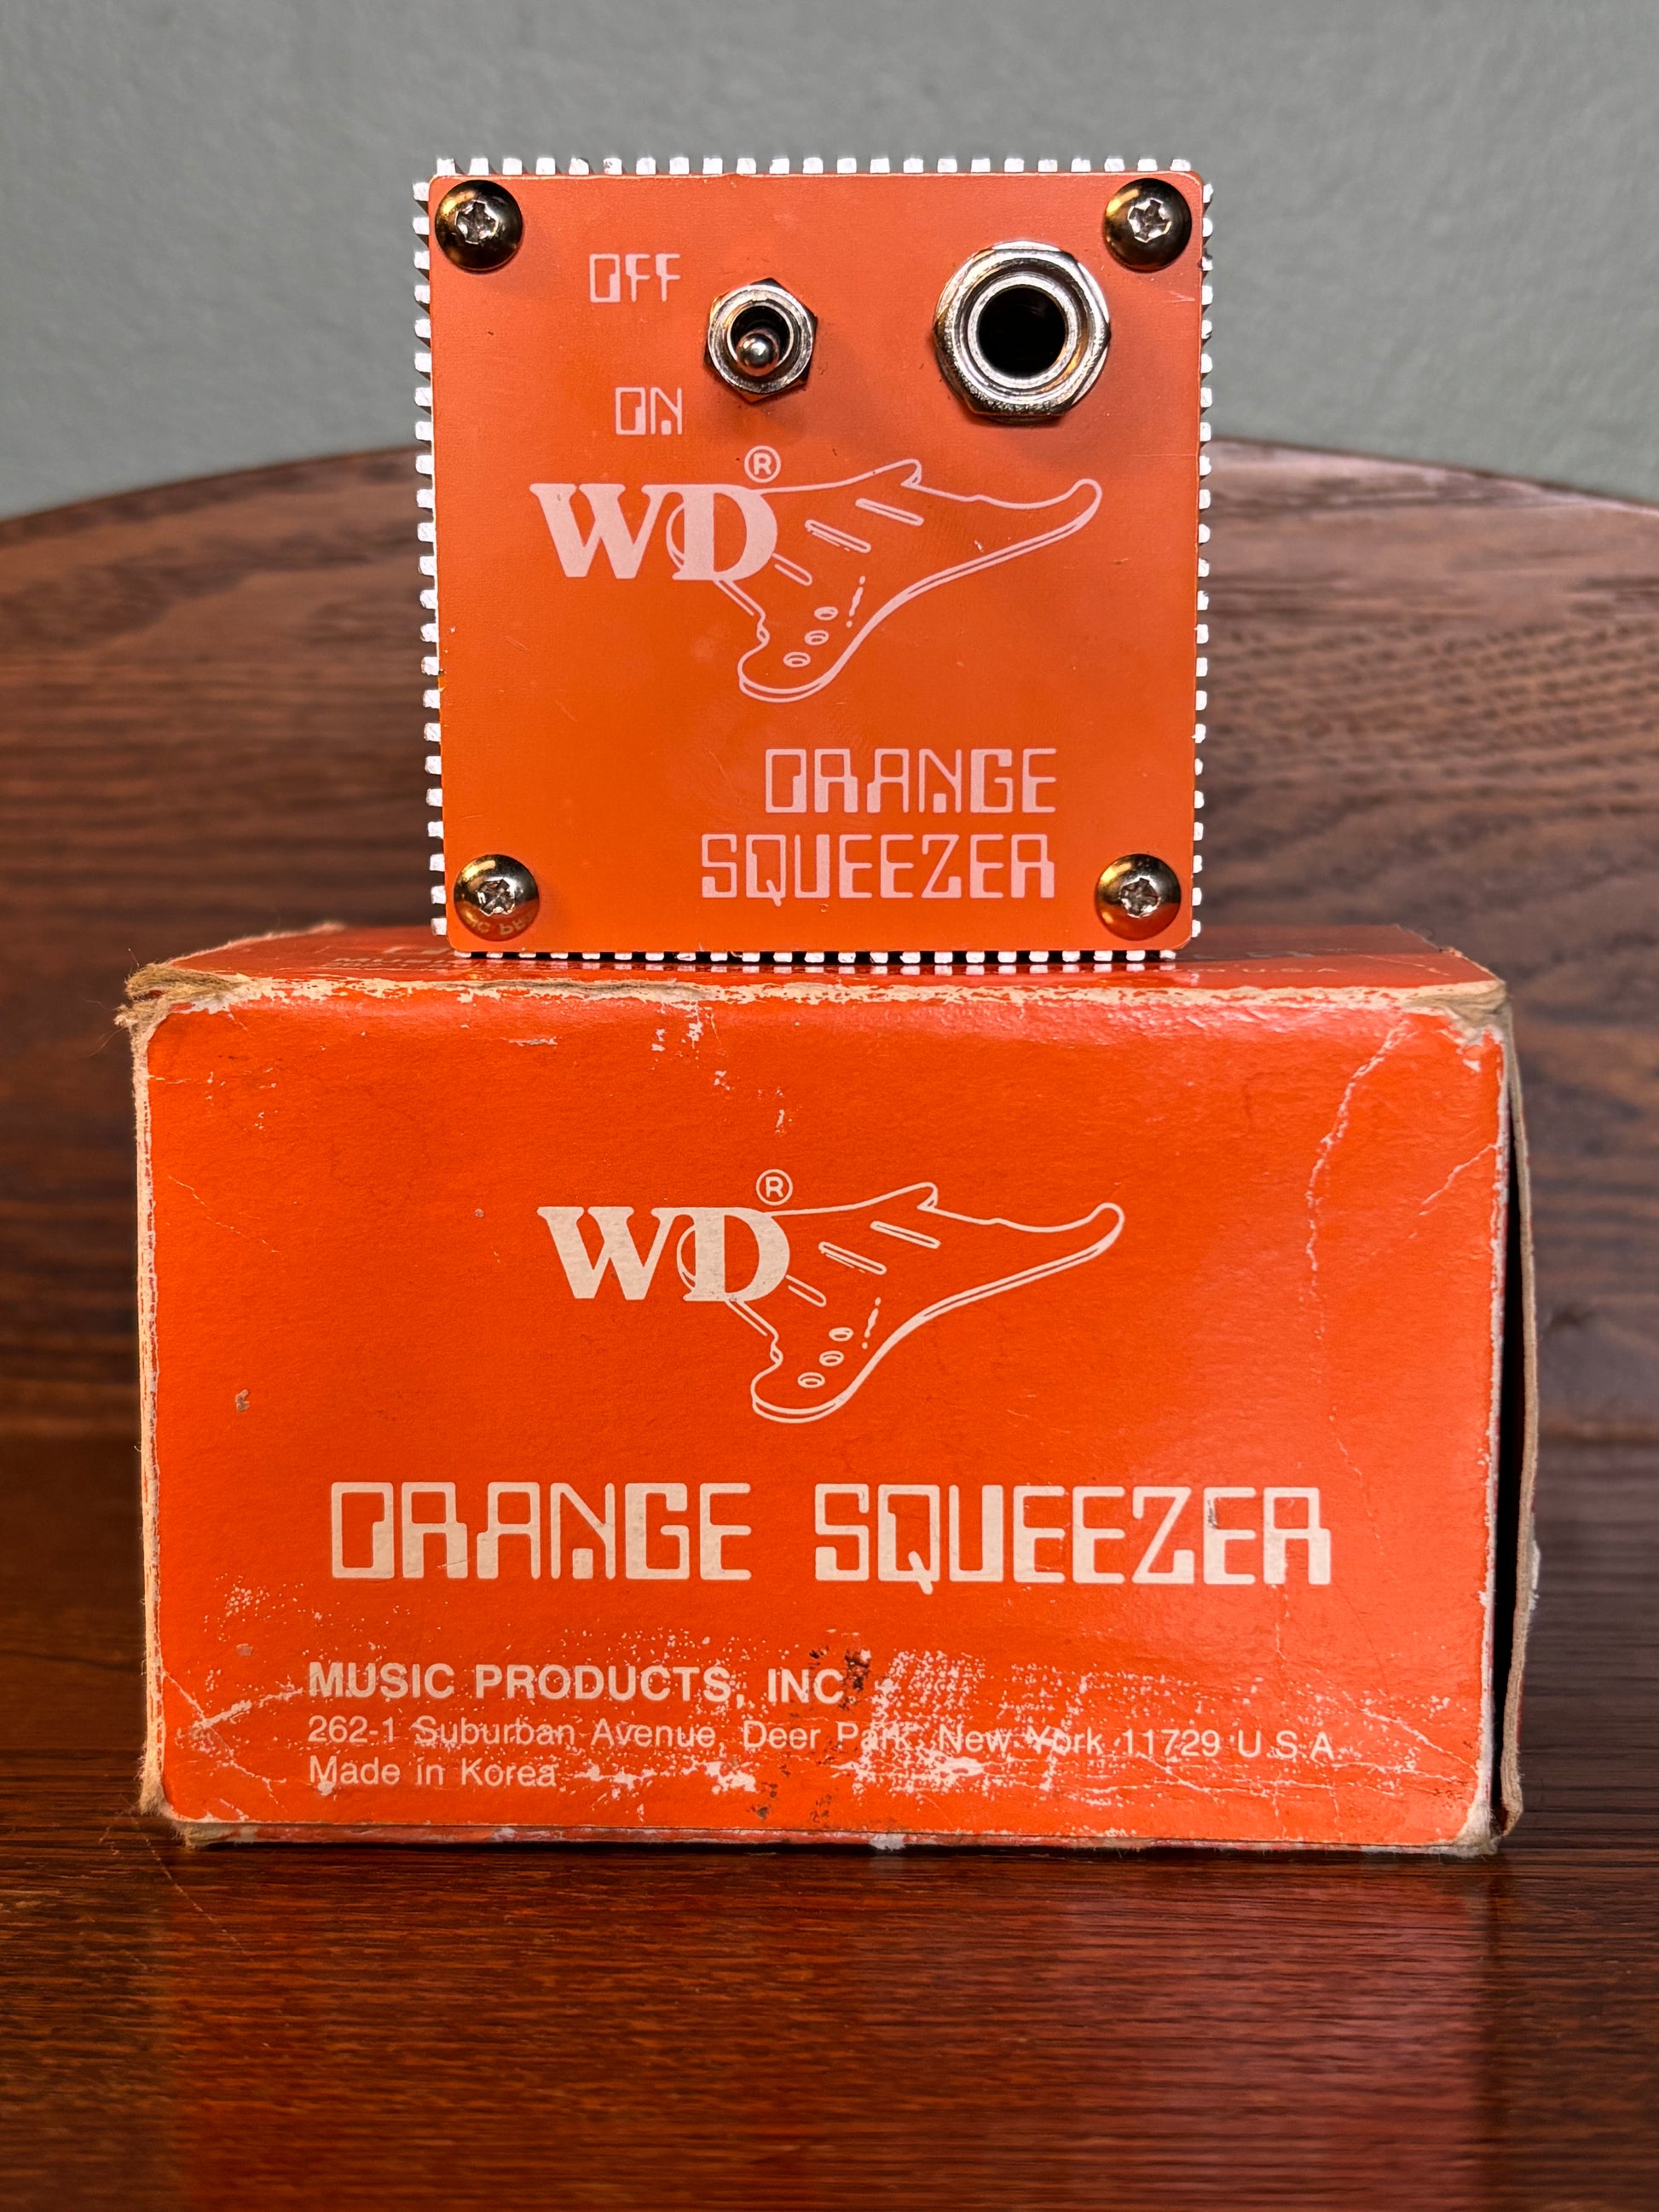 OFF
ON
WD®
ORANGE
SQUEEZER
WD®
ORANGE SQUEEZER
MUSIC PRODUCTS, INC
262-1 Suburban Avenue, Deer Park, New York 11729 U.S.A.
Made in Korea